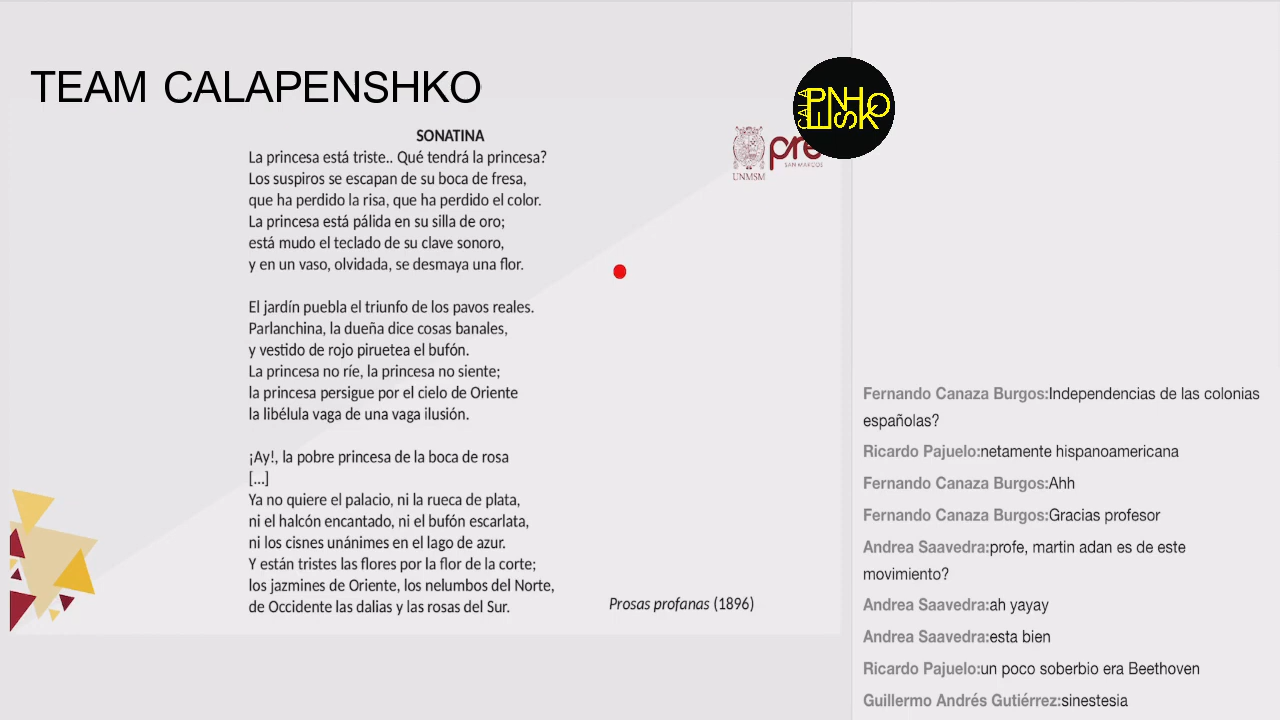 TEAM CALAPENSHKO
CALA
PENHSKO
SONATINA
pre
SAN MARCOS
UNMSM
La princesa está triste.. Qué tendrá la princesa?
Los suspiros se escapan de su boca de fresa,
que ha perdido la risa, que ha perdido el color.
La princesa está pálida en su silla de oro;
está mudo el teclado de su clave sonoro,
y en un vaso, olvidada, se desmaya una flor.
El jardín puebla el triunfo de los pavos reales.
Parlanchina, la dueña dice cosas banales,
y vestido de rojo piruetea el bufón.
La princesa no ríe, la princesa no siente;
la princesa persigue por el cielo de Oriente
la libélula vaga de una vaga ilusión.
¡Ay!, la pobre princesa de la boca de rosa
[...]
Ya no quiere el palacio, ni la rueca de plata,
ni el halcón encantado, ni el bufón escarlata,
ni los cisnes unánimes en el lago de azur.
Y están tristes las flores por la flor de la corte;
los jazmines de Oriente, los nelumbos del Norte,
de Occidente las dalias y las rosas del Sur.
Prosas profanas (1896)
Fernando Canaza Burgos:Independencias de las colonias
españolas?
Ricardo Pajuelo:netamente hispanoamericana
Fernando Canaza Burgos:Ahh
Fernando Canaza Burgos:Gracias profesor
Andrea Saavedra:profe, martin adan es de este
movimiento?
Andrea Saavedra:ah yayay
Andrea Saavedra:esta bien
Ricardo Pajuelo:un poco soberbio era Beethoven
Guillermo Andrés Gutiérrez:sinestesia